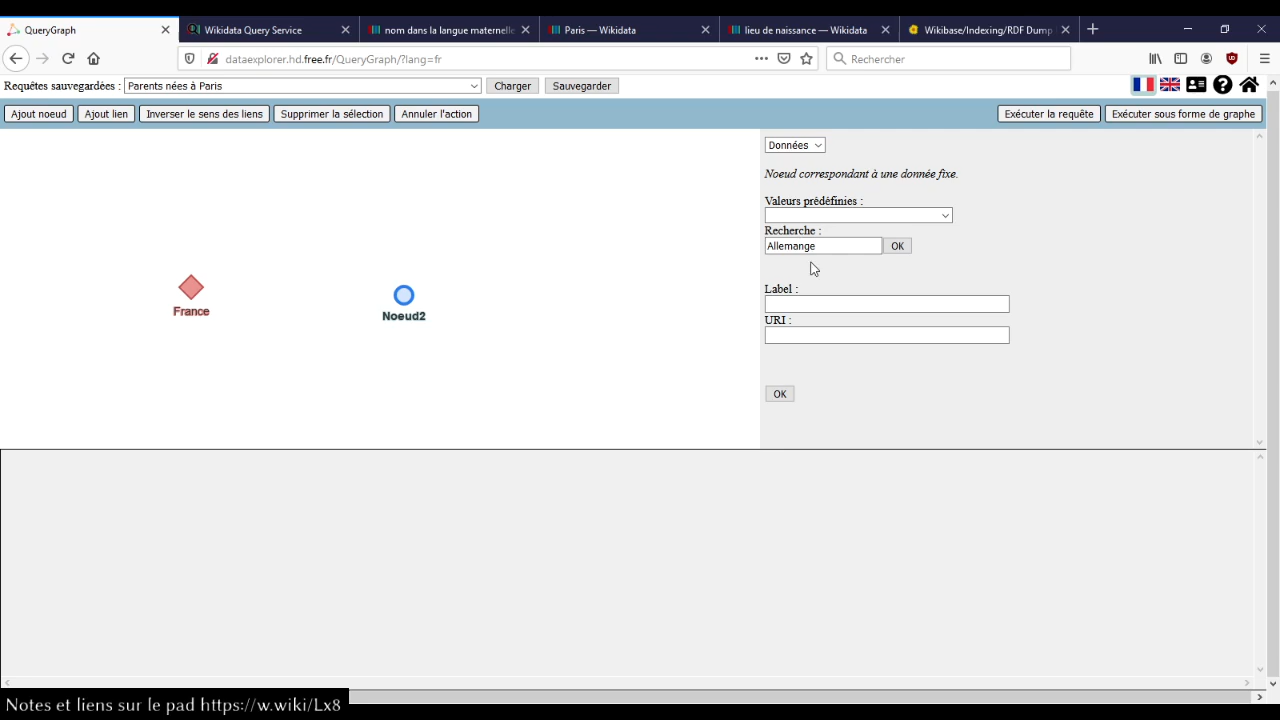 QueryGraph
Wikidata Query Service
nom dans la langue maternelle
Paris — Wikidata
lieu de naissance — Wikidata
Wikibase/Indexing/RDF Dump
dataexplorer.hd.free.fr/QueryGraph/?lang=fr
Rechercher
Requêtes sauvegardées :
Parents nées à Paris
Charger
Sauvegarder
Ajout noeud
Ajout lien
Inverser le sens des liens
Supprimer la sélection
Annuler l'action
Exécuter la requête
Exécuter sous forme de graphe
Données
Noeud correspondant à une donnée fixe.
Valeurs prédéfinies :
Recherche :
Allemange
OK
Label :
URI :
OK
France
Noeud2
Notes et liens sur le pad https://w.wiki/Lx8